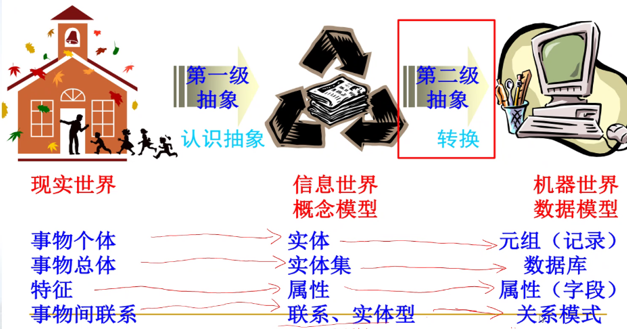 第一级
抽象
认识抽象
第二级
抽象
转换
现实世界
信息世界
概念模型
机器世界
数据模型
事物个体 实体 元组（记录）
事物总体 实体集 数据库
特征 属性 属性（字段）
事物间联系 联系、实体型 关系模式